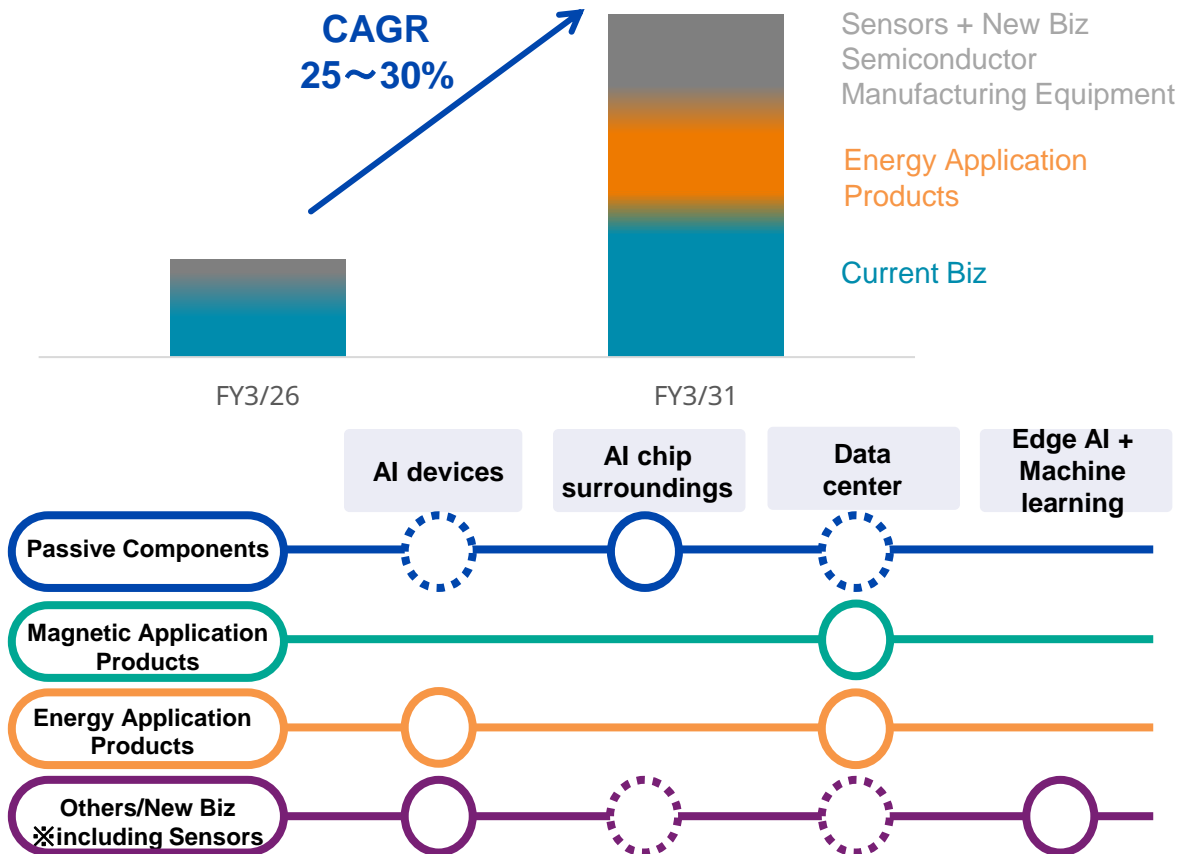 CAGR
25～30%
Sensors + New Biz
Semiconductor
Manufacturing Equipment
Energy Application
Products
Current Biz
FY3/26
FY3/31
AI devices
AI chip
surroundings
Data
center
Edge AI +
Machine
learning
Passive Components
Magnetic Application
Products
Energy Application
Products
Others/New Biz
※including Sensors